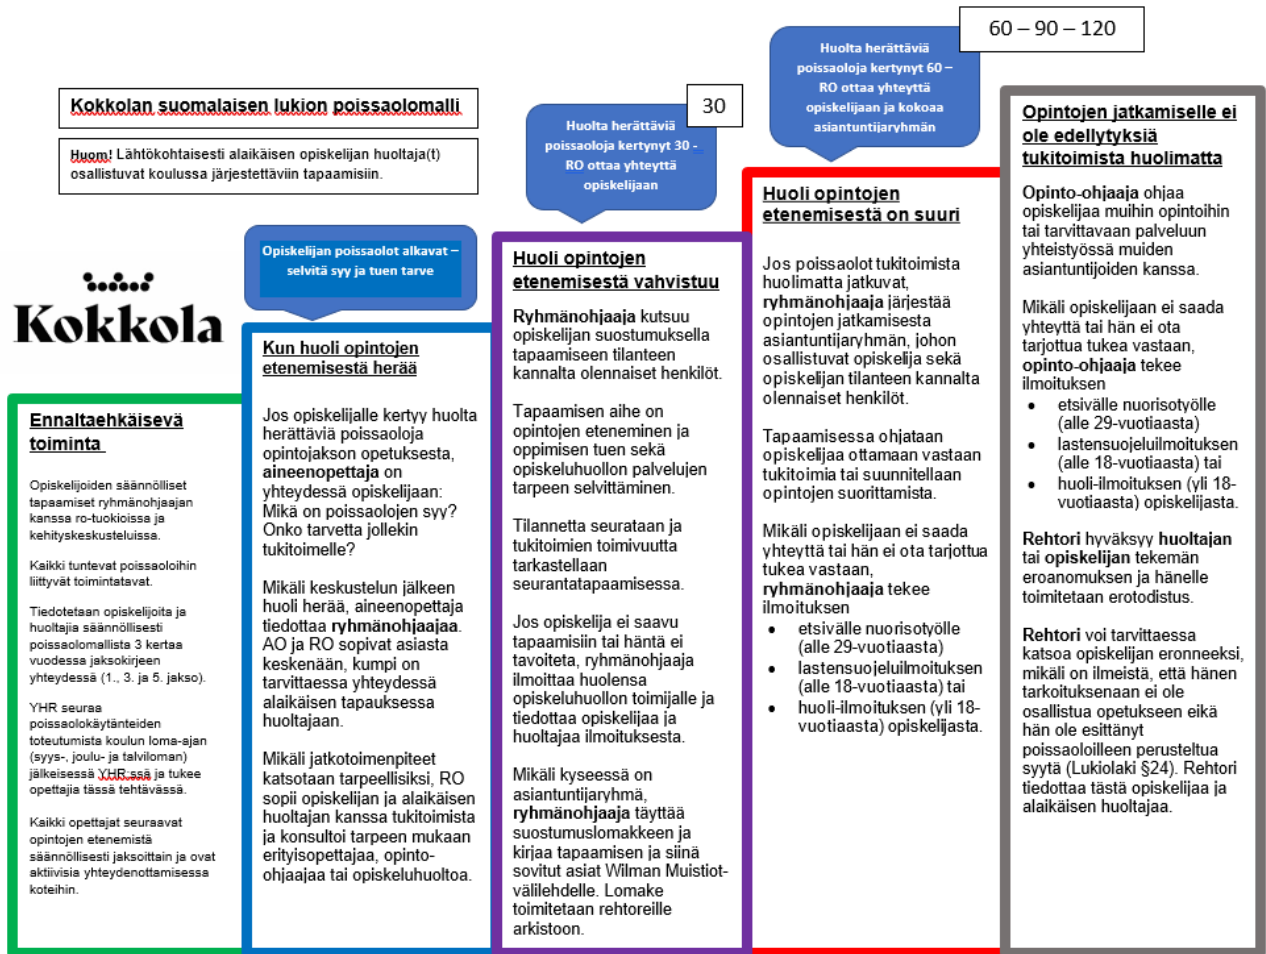 Kokkolan suomalaisen lukion poissaolomalli
Huom! Lähtökohtaisesti alaikäisen opiskelijan huoltaja(t)
osallistuvat koulussa järjestettäviin tapaamisiin.
Kokkola
Ennaltaehkäisevä
toiminta
Opiskelijoiden säännölliset
tapaamiset ryhmänohjaajan
kanssa ro-tuokioissa ja
kehityskeskusteluissa.
Kaikki tuntevat poissaoloihin
liittyvät toimintatavat.
Tiedotetaan opiskelijoita ja
huoltajia säännöllisesti
poissaolomallista 3 kertaa
vuodessa jaksokirjeen
yhteydessä (1., 3. ja 5. jakso).
YHR seuraa
poissaolokäytänteiden
toteutumista koulun loma-ajan
(syys-, joulu- ja talviloman)
jälkeisessä YHR:ssä ja tukee
opettajia tässä tehtävässä.
Kaikki opettajat seuraavat
opintojen etenemistä
säännöllisesti jaksoittain ja ovat
aktiivisia yhteydenottamisessa
koteihin.
Opiskelijan poissaolot alkavat –
selvitä syy ja tuen tarve
Kun huoli opintojen
etenemisestä herää
Jos opiskelijalle kertyy huolta
herättäviä poissaoloja
opintojakson opetuksesta,
aineenopettaja on
yhteydessä opiskelijaan:
Mikä on poissaolojen syy?
Onko tarvetta jollekin
tukitoimelle?
Mikäli keskustelun jälkeen
huoli herää, aineenopettaja
tiedottaa ryhmänohjaajaa.
AO ja RO sopivat asiasta
keskenään, kumpi on
tarvittaessa yhteydessä
alaikäisen tapauksessa
huoltajaan.
Mikäli jatkotoimenpiteet
katsotaan tarpeellisiksi, RO
sopii opiskelijan ja alaikäisen
huoltajan kanssa tukitoimista
ja konsultoi tarpeen mukaan
erityisopettajaa, opinto-
ohjaajaa tai opiskeluhuoltoa.
30
Huolta herättäviä
poissaoloja kertynyt 30 -
RO ottaa yhteyttä
opiskelijaan
Huoli opintojen
etenemisestä vahvistuu
Ryhmänohjaaja kutsuu
opiskelijan suostumuksella
tapaamiseen tilanteen
kannalta olennaiset henkilöt.
Tapaamisen aihe on
opintojen eteneminen ja
oppimisen tuen sekä
opiskeluhuollon palvelujen
tarpeen selvittäminen.
Tilannetta seurataan ja
tukitoimien toimivuutta
tarkastellaan
seurantatapaamisessa.
Jos opiskelija ei saavu
tapaamisiin tai häntä ei
tavoiteta, ryhmänohjaaja
ilmoittaa huolensa
opiskeluhuollon toimijalle ja
tiedottaa opiskelijaa ja
huoltajaa ilmoituksesta.
Mikäli kyseessä on
asiantuntijaryhmä,
ryhmänohjaaja täyttää
suostumuslomakkeen ja
kirjaa tapaamisen ja siinä
sovitut asiat Wilman Muistiot-
välilehdelle. Lomake
toimitetaan rehtoreille
arkistoon.
60 – 90 – 120
Huolta herättäviä
poissaoloja kertynyt 60 –
RO ottaa yhteyttä
opiskelijaan ja kokoaa
asiantuntijaryhmän
Huoli opintojen
etenemisestä on suuri
Jos poissaolot tukitoimista
huolimatta jatkuvat,
ryhmänohjaaja järjestää
opintojen jatkamisesta
asiantuntijaryhmän, johon
osallistuvat opiskelija sekä
opiskelijan tilanteen kannalta
olennaiset henkilöt.
Tapaamisessa ohjataan
opiskelijaa ottamaan vastaan
tukitoimia tai suunnitellaan
opintojen suorittamista.
Mikäli opiskelijaan ei saada
yhteyttä tai hän ei ota tarjottua
tukea vastaan,
ryhmänohjaaja tekee
ilmoituksen
• etsivälle nuorisotyölle
(alle 29-vuotiaasta)
• lastensuojeluilmoituksen
(alle 18-vuotiaasta) tai
• huoli-ilmoituksen (yli 18-
vuotiaasta) opiskelijasta.
Opintojen jatkamiselle ei
ole edellytyksiä
tukitoimista huolimatta
Opinto-ohjaaja ohjaa
opiskelijaa muihin opintoihin
tai tarvittavaan palveluun
yhteistyössä muiden
asiantuntijoiden kanssa.
Mikäli opiskelijaan ei saada
yhteyttä tai hän ei ota
tarjottua tukea vastaan,
opinto-ohjaaja tekee
ilmoituksen
• etsivälle nuorisotyölle
(alle 29-vuotiaasta)
• lastensuojeluilmoituksen
(alle 18-vuotiaasta) tai
• huoli-ilmoituksen (yli 18-
vuotiaasta) opiskelijasta.
Rehtori hyväksyy huoltajan
tai opiskelijan tekemän
eroanomuksen ja hänelle
toimitetaan erotodistus.
Rehtori voi tarvittaessa
katsoa opiskelijan eronneeksi,
mikäli on ilmeistä, että hänen
tarkoituksenaan ei ole
osallistua opetukseen eikä
hän ole esittänyt
poissaoloilleen perusteltua
syytä (Lukiolaki §24). Rehtori
tiedottaa tästä opiskelijaa ja
alaikäisen huoltajaa.